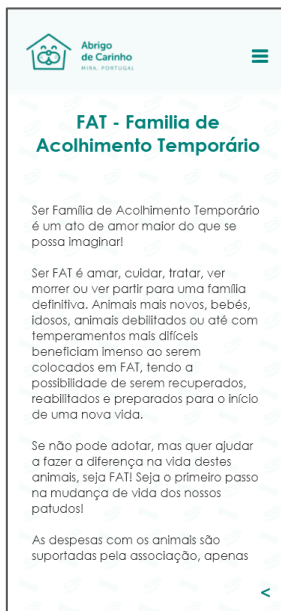 Abrigo
de Carinho
MIRA, PORTUGAL
FAT - Familia de
Acolhimento Temporário
Ser Família de Acolhimento Temporário
é um ato de amor maior do que se
possa imaginar!
Ser FAT é amar, cuidar, tratar, ver
morrer ou ver partir para uma família
definitiva. Animais mais novos, bebés,
idosos, animais debilitados ou até com
temperamentos mais difíceis
beneficiam imenso ao serem
colocados em FAT, tendo a
possibilidade de serem recuperados,
reabilitados e preparados para o início
de uma nova vida.
Se não pode adotar, mas quer ajudar
a fazer a diferença na vida destes
animais, seja FAT! Seja o primeiro passo
na mudança de vida dos nossos
patudos!
As despesas com os animais são
suportadas pela associação, apenas
<